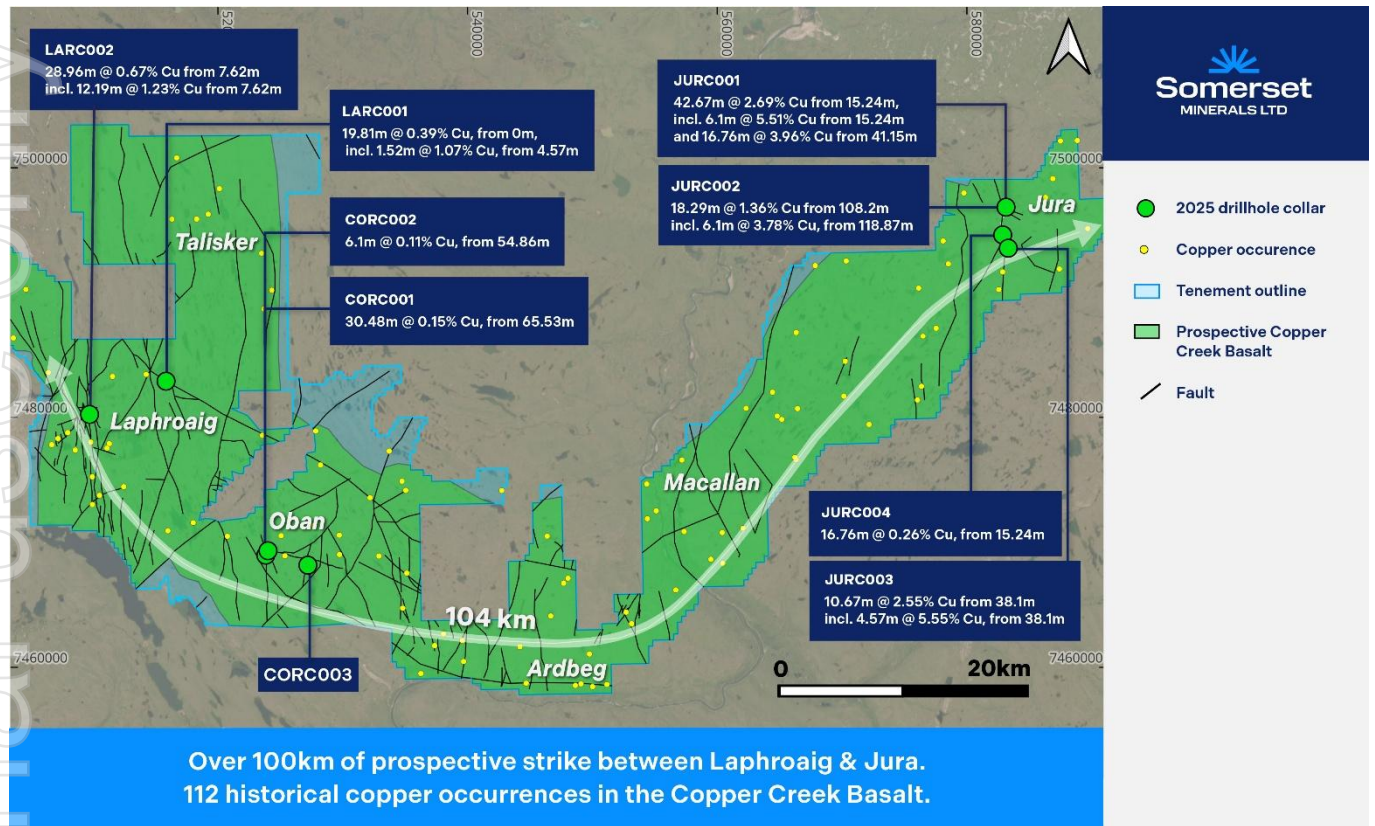 520000
540000
560000
580000
LARC002
28.96m @ 0.67% Cu from 7.62m
incl. 12.19m @ 1.23% Cu from 7.62m
LARC001
19.81m @ 0.39% Cu, from 0m,
incl. 1.52m @ 1.07% Cu, from 4.57m
CORC002
6.1m @ 0.11% Cu, from 54.86m
CORC001
30.48m @ 0.15% Cu, from 65.53m
JURC001
42.67m @ 2.69% Cu from 15.24m,
incl. 6.1m @ 5.51% Cu from 15.24m
and 16.76m @ 3.96% Cu from 41.15m
JURC002
18.29m @ 1.36% Cu from 108.2m
incl. 6.1m @ 3.78% Cu from 118.87m
7500000
7500000
Talisker
Jura
7480000
7480000
Laphroaig
Macallan
Oban
JURC004
16.76m @ 0.26% Cu, from 15.24m
JURC003
10.67m @ 2.55% Cu from 38.1m
incl. 4.57m @ 5.55% Cu, from 38.1m
104 km
Ardbeg
7460000
7460000
CORC003
0 20km
Somerset
MINERALS LTD
2025 drillhole collar
Copper occurence
Tenement outline
Prospective Copper
Creek Basalt
Fault
Over 100km of prospective strike between Laphroaig & Jura.
112 historical copper occurrences in the Copper Creek Basalt.